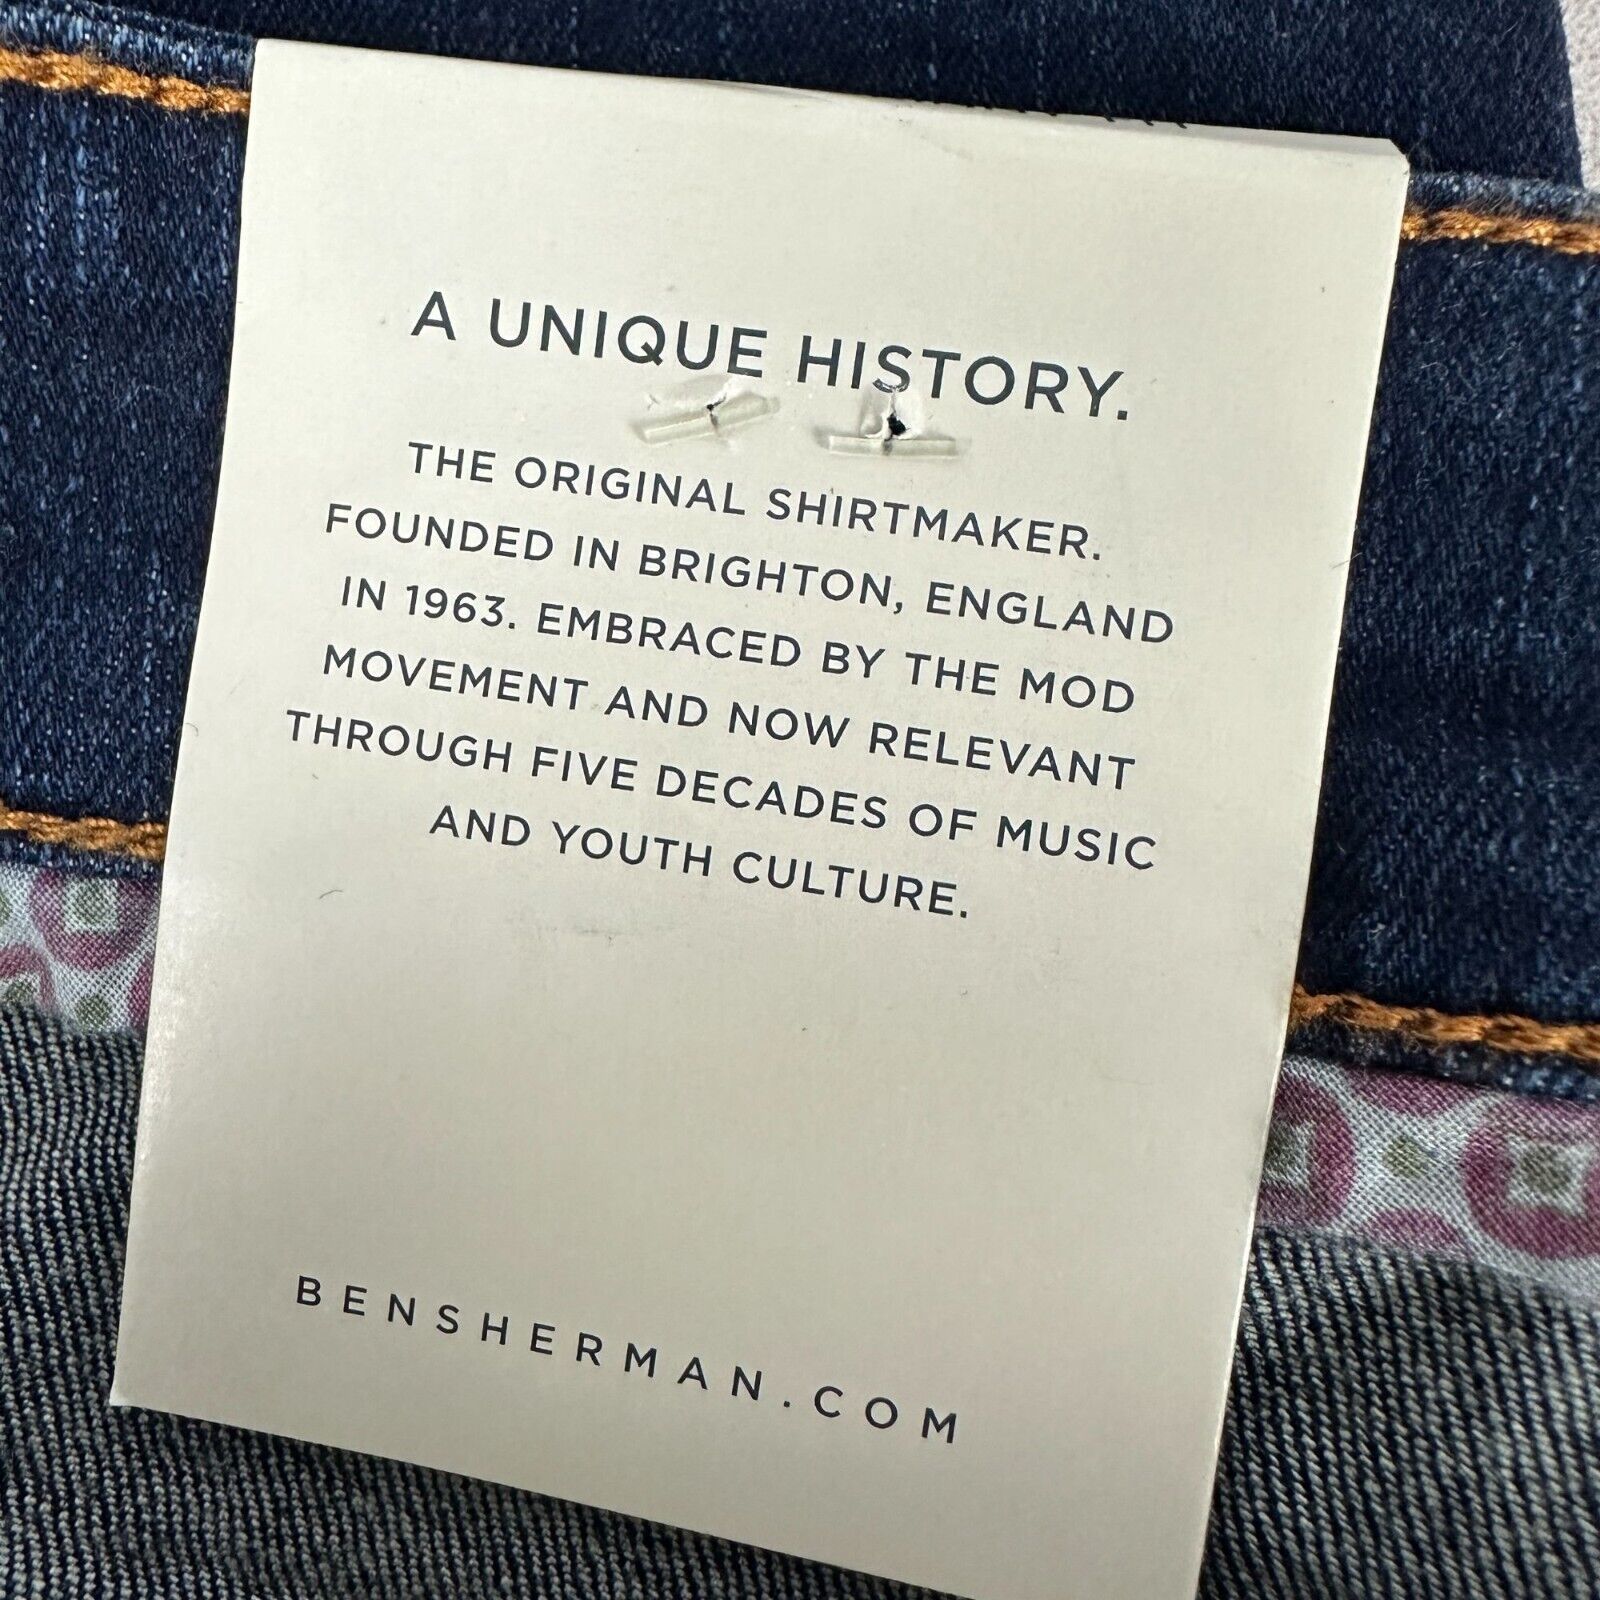 A UNIQUE HISTORY.
THE ORIGINAL SHIRTMAKER.
FOUNDED IN BRIGHTON, ENGLAND
IN 1963. EMBRACED BY THE MOD
MOVEMENT AND NOW RELEVANT
THROUGH FIVE DECADES OF MUSIC
AND YOUTH CULTURE.
BENSHERMAN.COM